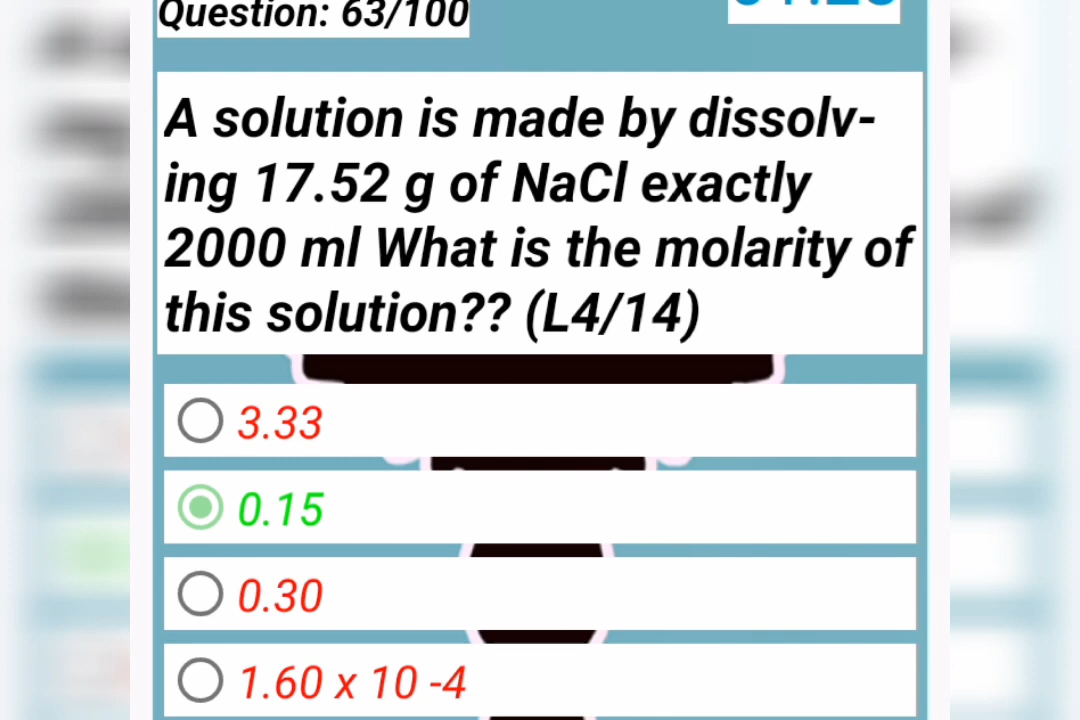 Question: 63/100
A solution is made by dissolv-
ing 17.52 g of NaCl exactly
2000 ml What is the molarity of
this solution?? (L4/14)
3.33
0.15
0.30
1.60 x 10 -4